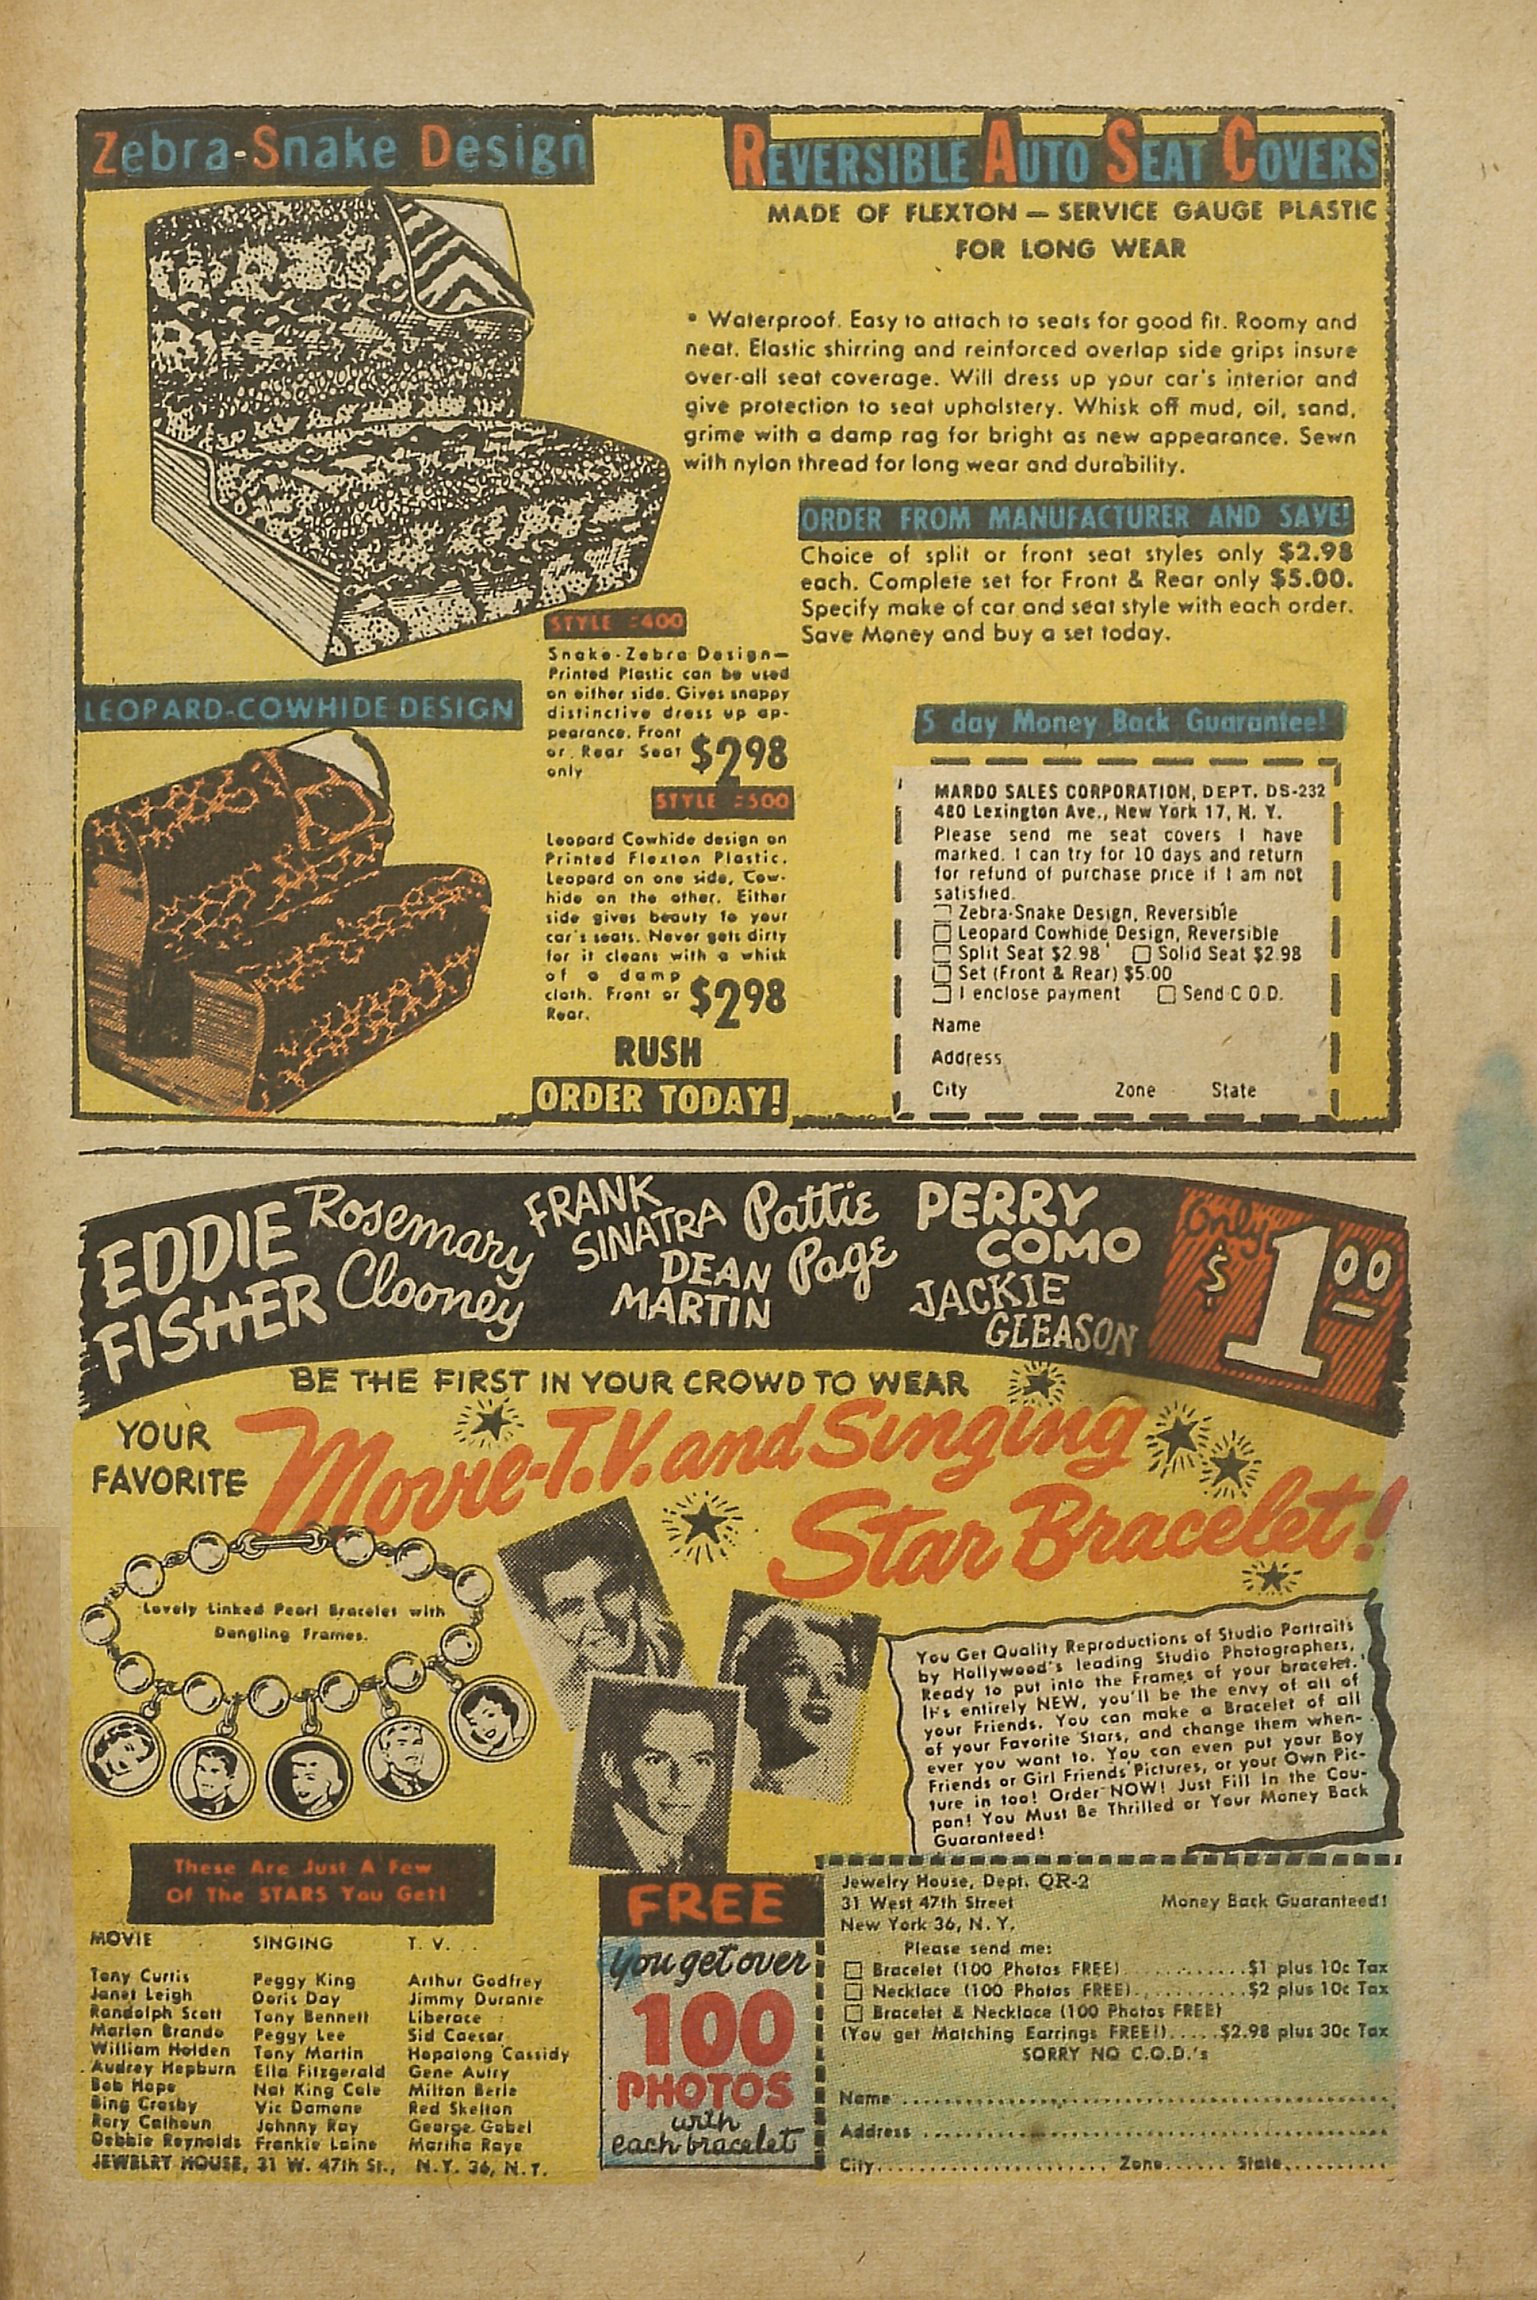 Zebra-Snake Design
REVERSIBLE AUTO SEAT COVERS
MADE OF FLEXTON — SERVICE GAUGE PLASTIC
FOR LONG WEAR
• Waterproof. Easy to attach to seats for good fit. Roomy and
neat. Elastic shirring and reinforced overlap side grips insure
over-all seat coverage. Will dress up your car's interior and
give protection to seat upholstery. Whisk off mud, oil, sand,
grime with a damp rag for bright as new appearance. Sewn
with nylon thread for long wear and durability.
ORDER FROM MANUFACTURER AND SAVE!
Choice of split or front seat styles only $2.98
each. Complete set for Front & Rear only $5.00.
Specify make of car and seat style with each order.
Save Money and buy a set today.
STYLE #400
Snake-Zebra Design—
Printed Plastic can be used
on either side. Gives snappy
distinctive dress up ap-
pearance. Front
or Rear Seat
only
$2.98
LEOPARD-COWHIDE DESIGN
STYLE #500
Leopard Cowhide design on
Printed Flexton Plastic.
Leopard on one side, Cow-
hide on the other. Either
side gives beauty to your
car's seats. Never gets dirty
for it cleans with a whisk
of a damp
cloth. Front or
Rear.
$2.98
RUSH
ORDER TODAY!
5 day Money Back Guarantee!
MARDO SALES CORPORATION, DEPT. DS-232
480 Lexington Ave., New York 17, N. Y.
Please send me seat covers I have
marked. I can try for 10 days and return
for refund of purchase price if I am not
satisfied.
Zebra-Snake Design, Reversible
Leopard Cowhide Design, Reversible
Split Seat $2.98 Solid Seat $2.98
Set (Front & Rear) $5.00
I enclose payment Send C.O.D.
Name
Address
City Zone State
EDDIE FISHER
Rosemary Clooney
FRANK SINATRA
DEAN MARTIN
Pattie Page
PERRY COMO
JACKIE GLEASON
Only $1.00
BE THE FIRST IN YOUR CROWD TO WEAR
YOUR FAVORITE
Movie-T.V. and Singing
Star Bracelet!
Lovely Linked Pearl Bracelet with
Dangling Frames.
You Get Quality Reproductions of Studio Portraits
by Hollywood's leading Studio Photographers,
Ready to put into the Frames of your bracelet.
It's entirely NEW, you'll be the envy of all of
your Friends. You can make a Bracelet of all
of your Favorite Stars, and change them when-
ever you want to. You can even put your Boy
Friends or Girl Friends Pictures, or your Own Pic-
ture in too! Order NOW! Just Fill In the Cou-
pon! You Must Be Thrilled or Your Money Back
Guaranteed!
These Are Just A Few
Of The STARS You Get!
MOVIE
Tony Curtis
Janet Leigh
Randolph Scott
Marlon Brando
William Holden
Audrey Hepburn
Bob Hope
Bing Crosby
Rory Calhoun
Debbie Reynolds
SINGING
Peggy King
Doris Day
Tony Bennett
Peggy Lee
Tony Martin
Ella Fitzgerald
Nat King Cole
Vic Damone
Johnny Ray
Frankie Laine
T. V. . .
Arthur Godfrey
Jimmy Durante
Liberace
Sid Caesar
Hopalong Cassidy
Gene Autry
Milton Berle
Red Skelton
George Gobel
Martha Raye
JEWELRY HOUSE, 31 W. 47th St., N.Y. 36, N.Y.
FREE
You get over
100
PHOTOS
with
each bracelet
Jewelry House, Dept. QR-2
31 West 47th Street Money Back Guaranteed!
New York 36, N. Y.
Please send me:
Bracelet (100 Photos FREE) ............$1 plus 10c Tax
Necklace (100 Photos FREE)............$2 plus 10c Tax
Bracelet & Necklace (100 Photos FREE)
(You get Matching Earrings FREE!).....$2.98 plus 30c Tax
SORRY NO C.O.D.'s
Name
Address
City Zone State